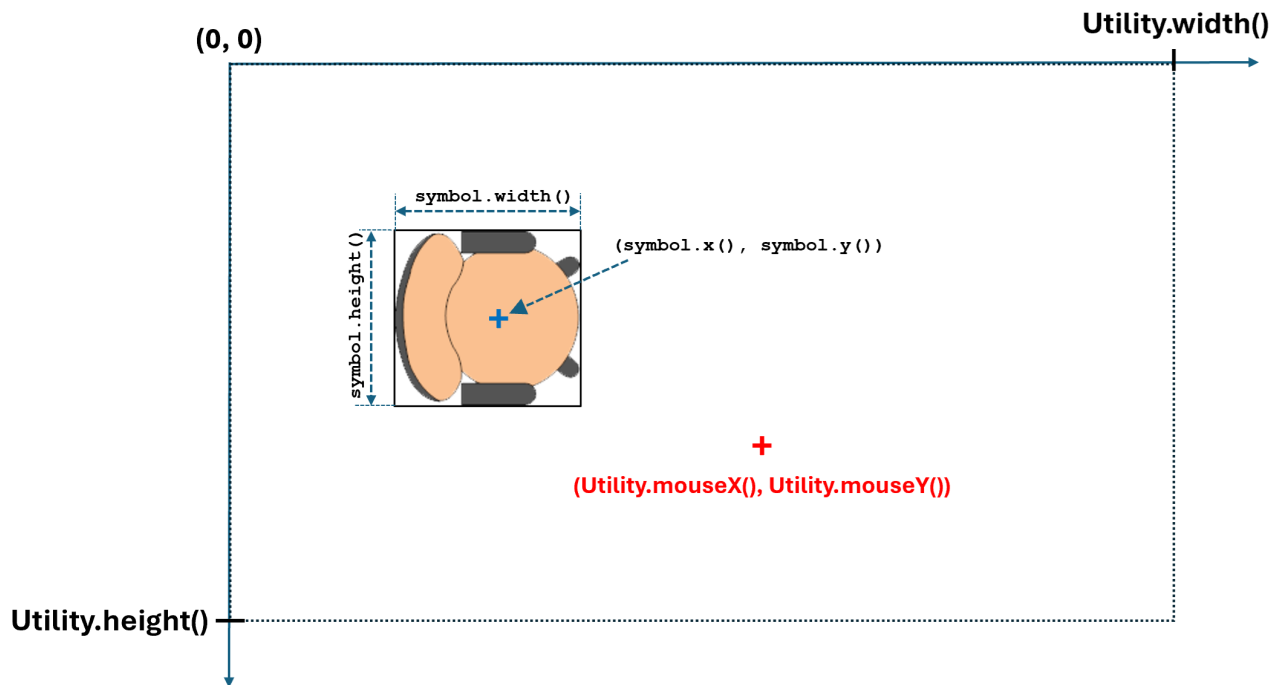 Utility.width()
(0, 0)
symbol.width()
symbol.height()
(symbol.x(), symbol.y())
(Utility.mouseX(), Utility.mouseY())
Utility.height()